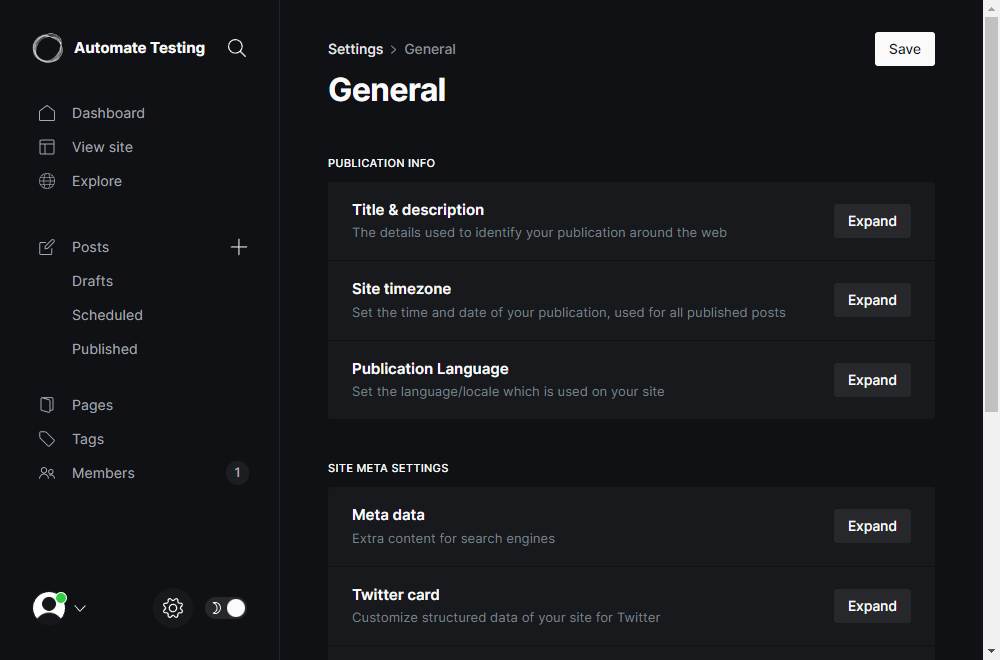 Automate Testing
Dashboard
View site
Explore
Posts
Drafts
Scheduled
Published
Pages
Tags
Members 1
Settings > General
Save
General
PUBLICATION INFO
Title & description
The details used to identify your publication around the web
Expand
Site timezone
Set the time and date of your publication, used for all published posts
Expand
Publication Language
Set the language/locale which is used on your site
Expand
SITE META SETTINGS
Meta data
Extra content for search engines
Expand
Twitter card
Customize structured data of your site for Twitter
Expand